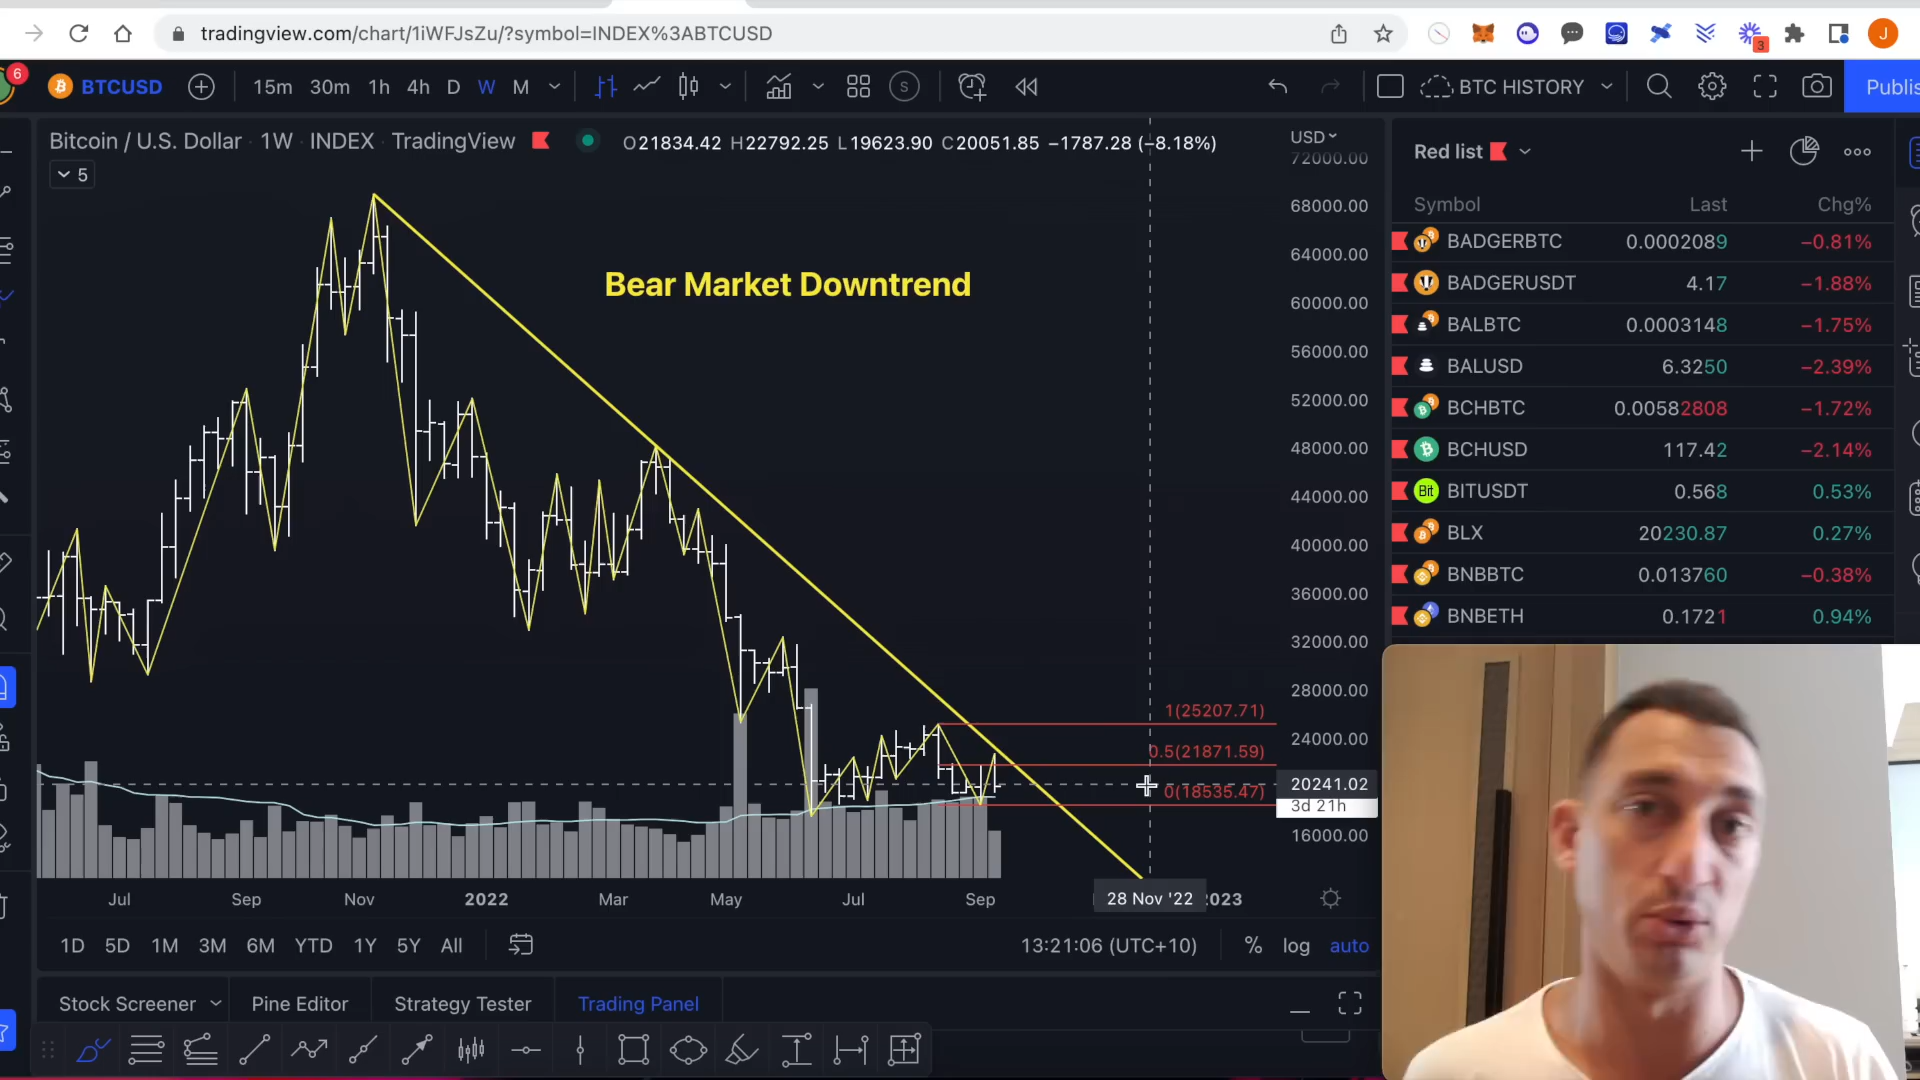 tradingview.com/chart/1iWFJsZu/?symbol=INDEX%3ABTCUSD
3
J
6
BTCUSD 15m 30m 1h 4h D W M S BTC HISTORY
Bitcoin / U.S. Dollar 1W INDEX TradingView O21834.42 H22792.25 L19623.90 C20051.85 −1787.28 (−8.18%)
5
USD
72000.00
68000.00
64000.00
60000.00
56000.00
52000.00
48000.00
44000.00
40000.00
36000.00
32000.00
28000.00
24000.00
20241.02
3d 21h
16000.00
Bear Market Downtrend
1(25207.71)
0.5(21871.59)
0(18535.47)
Jul Sep Nov 2022 Mar May Jul Sep 28 Nov '22 2023
1D 5D 1M 3M 6M YTD 1Y 5Y All 13:21:06 (UTC+10) % log auto
Stock Screener Pine Editor Strategy Tester Trading Panel
Red list
Symbol Last Chg%
BADGERBTC 0.0002089 −0.81%
BADGERUSDT 4.17 −1.88%
BALBTC 0.0003148 −1.75%
BALUSD 6.3250 −2.39%
BCHBTC 0.00582808 −1.72%
BCHUSD 117.42 −2.14%
Bit BITUSDT 0.568 0.53%
BLX 20230.87 0.27%
BNBBTC 0.013760 −0.38%
BNBETH 0.1721 0.94%